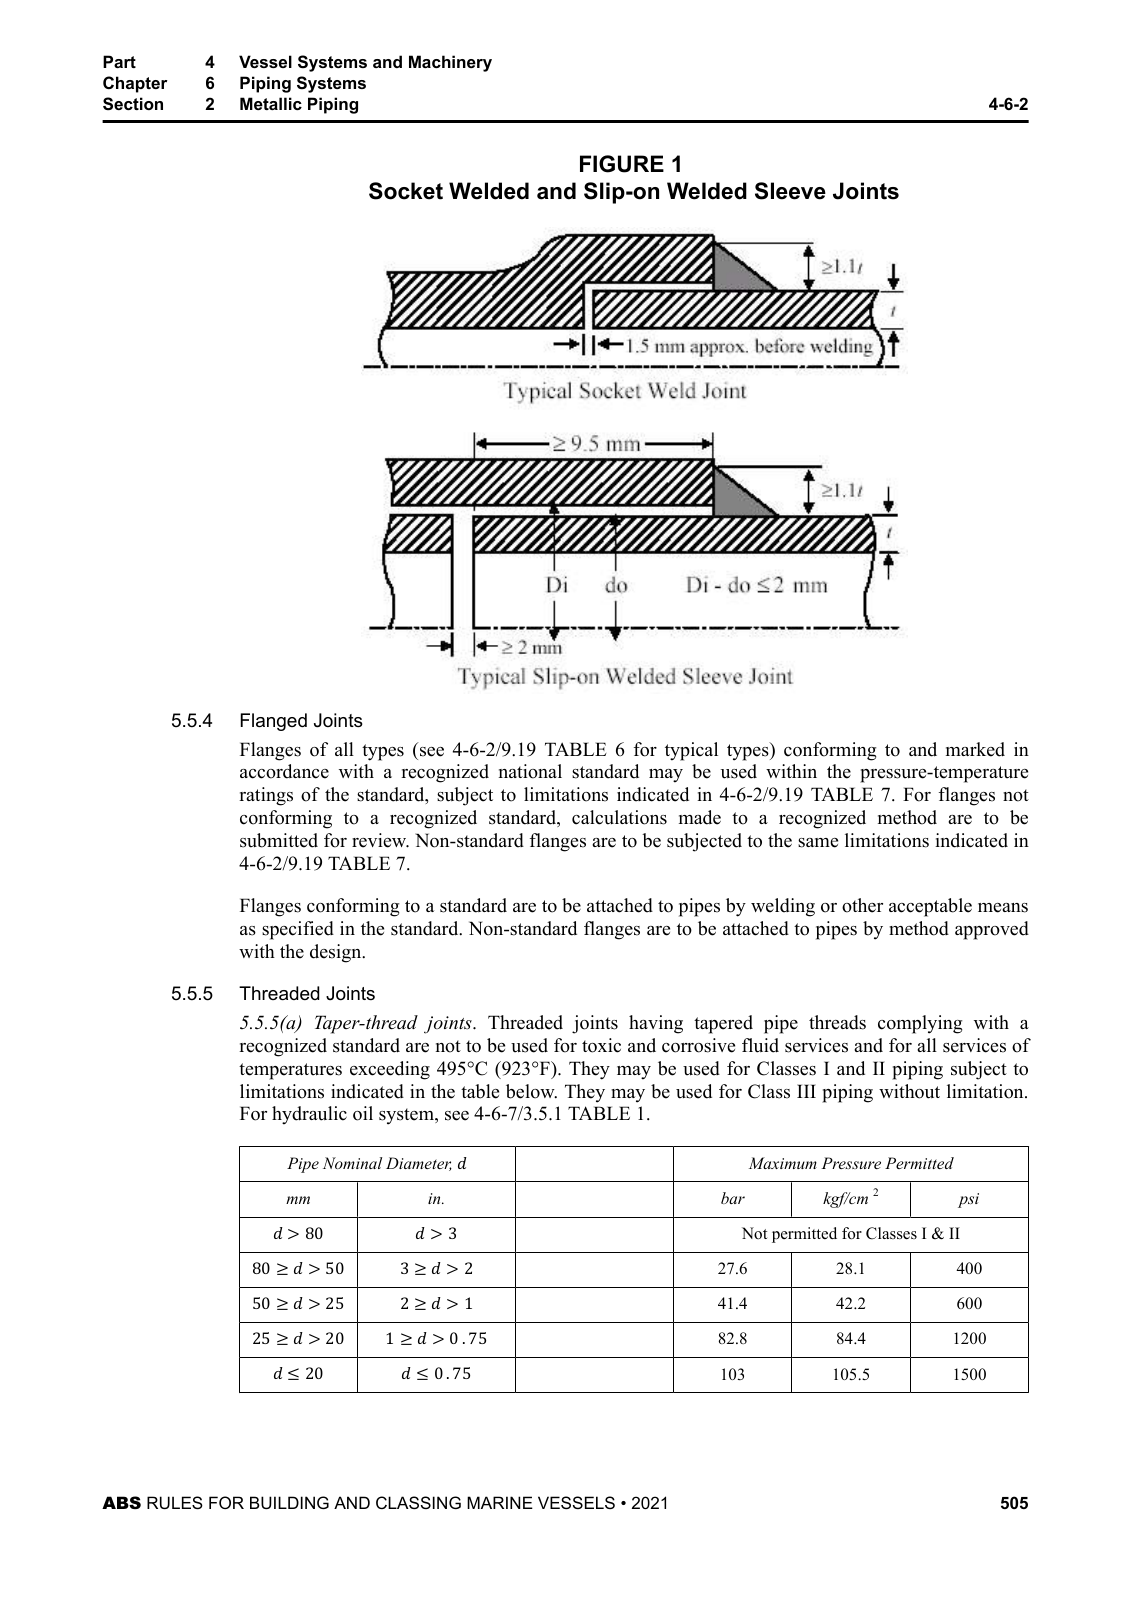 Part 4 Vessel Systems and Machinery
Chapter 6 Piping Systems
Section 2 Metallic Piping 4-6-2
FIGURE 1
Socket Welded and Slip-on Welded Sleeve Joints
≥1.1t
t
1.5 mm approx. before welding
Typical Socket Weld Joint
≥ 9.5 mm
≥1.1t
t
Di do Di - do ≤ 2 mm
≥ 2 mm
Typical Slip-on Welded Sleeve Joint
5.5.4 Flanged Joints
Flanges of all types (see 4-6-2/9.19 TABLE 6 for typical types) conforming to and marked in
accordance with a recognized national standard may be used within the pressure-temperature
ratings of the standard, subject to limitations indicated in 4-6-2/9.19 TABLE 7. For flanges not
conforming to a recognized standard, calculations made to a recognized method are to be
submitted for review. Non-standard flanges are to be subjected to the same limitations indicated in
4-6-2/9.19 TABLE 7.
Flanges conforming to a standard are to be attached to pipes by welding or other acceptable means
as specified in the standard. Non-standard flanges are to be attached to pipes by method approved
with the design.
5.5.5 Threaded Joints
5.5.5(a) Taper-thread joints. Threaded joints having tapered pipe threads complying with a
recognized standard are not to be used for toxic and corrosive fluid services and for all services of
temperatures exceeding 495°C (923°F). They may be used for Classes I and II piping subject to
limitations indicated in the table below. They may be used for Class III piping without limitation.
For hydraulic oil system, see 4-6-7/3.5.1 TABLE 1.
Pipe Nominal Diameter, d Maximum Pressure Permitted
mm in. bar kgf/cm 2 psi
d > 80 d > 3 Not permitted for Classes I & II
80 ≥ d > 50 3 ≥ d > 2 27.6 28.1 400
50 ≥ d > 25 2 ≥ d > 1 41.4 42.2 600
25 ≥ d > 20 1 ≥ d > 0.75 82.8 84.4 1200
d ≤ 20 d ≤ 0.75 103 105.5 1500
ABS RULES FOR BUILDING AND CLASSING MARINE VESSELS • 2021 505